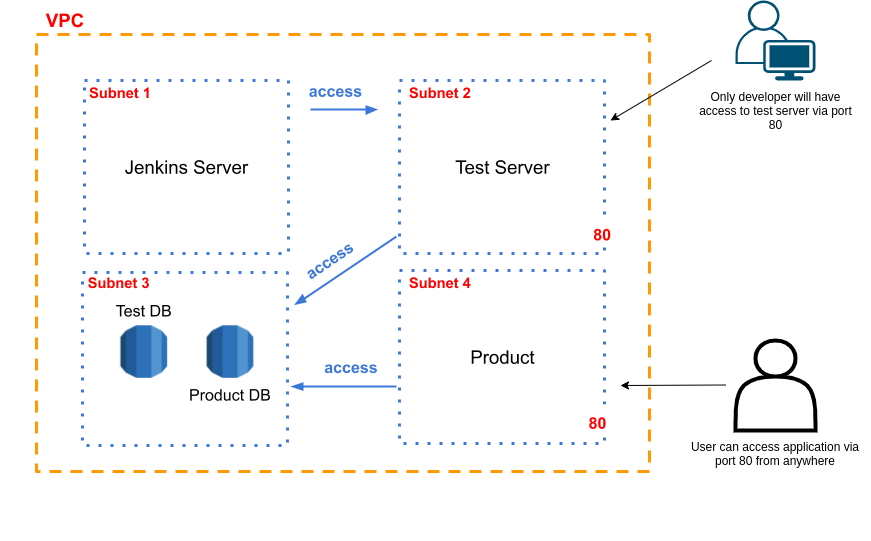 VPC
Subnet 1
access
Subnet 2
Jenkins Server
Test Server
80
Only developer will have
access to test server via port
80
access
Subnet 3
Test DB
Product DB
Subnet 4
access
Product
80
User can access application via
port 80 from anywhere